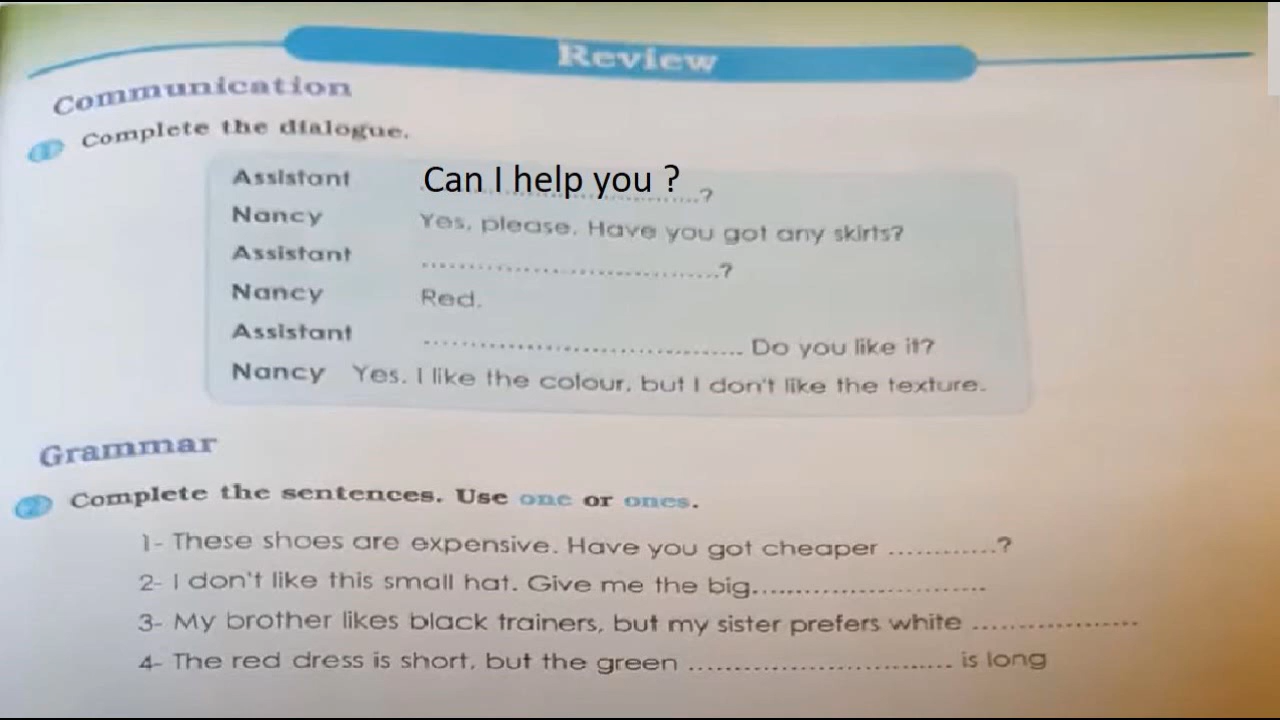 Review
Communication
1 Complete the dialogue.
Assistant Can I help you ? ....................?
Nancy Yes, please. Have you got any skirts?
Assistant ....................................?
Nancy Red.
Assistant ....................................... Do you like it?
Nancy Yes. I like the colour, but I don't like the texture.
Grammar
2 Complete the sentences. Use one or ones.
1- These shoes are expensive. Have you got cheaper ............?
2- I don't like this small hat. Give me the big.............................
3- My brother likes black trainers, but my sister prefers white ..................
4- The red dress is short, but the green ............................. is long